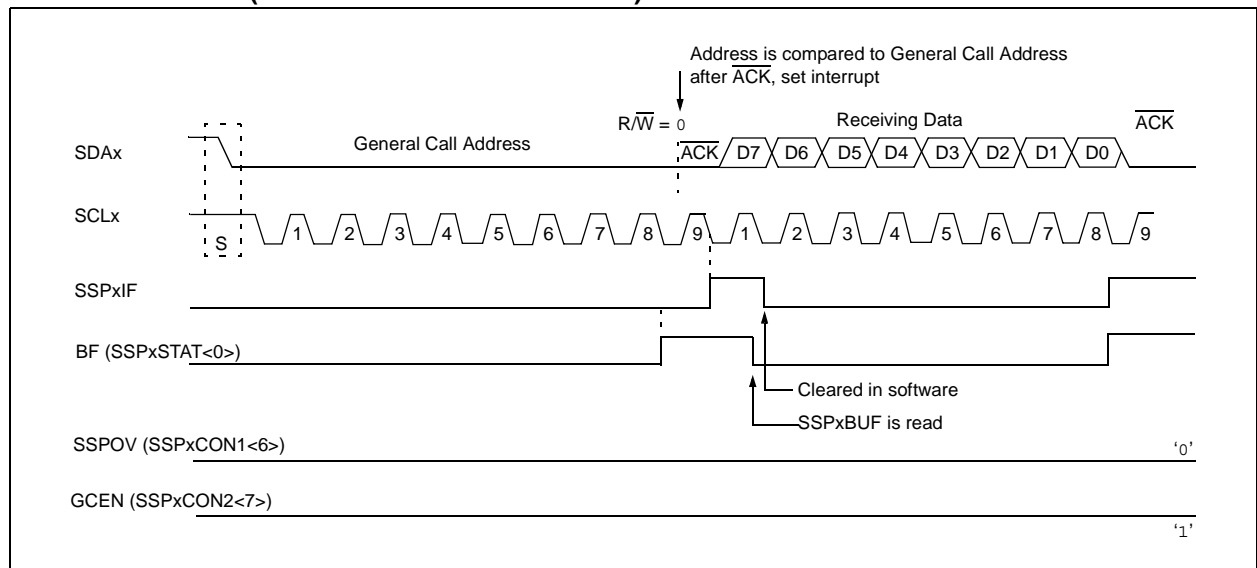 Address is compared to General Call Address
after ACK, set interrupt
R/W = 0
Receiving Data
ACK
SDAx
General Call Address
ACK
D7 D6 D5 D4 D3 D2 D1 D0
SCLx
S
1 2 3 4 5 6 7 8 9 1 2 3 4 5 6 7 8 9
SSPxIF
BF (SSPxSTAT<0>)
Cleared in software
SSPxBUF is read
SSPOV (SSPxCON1<6>)
‘0’
GCEN (SSPxCON2<7>)
‘1’